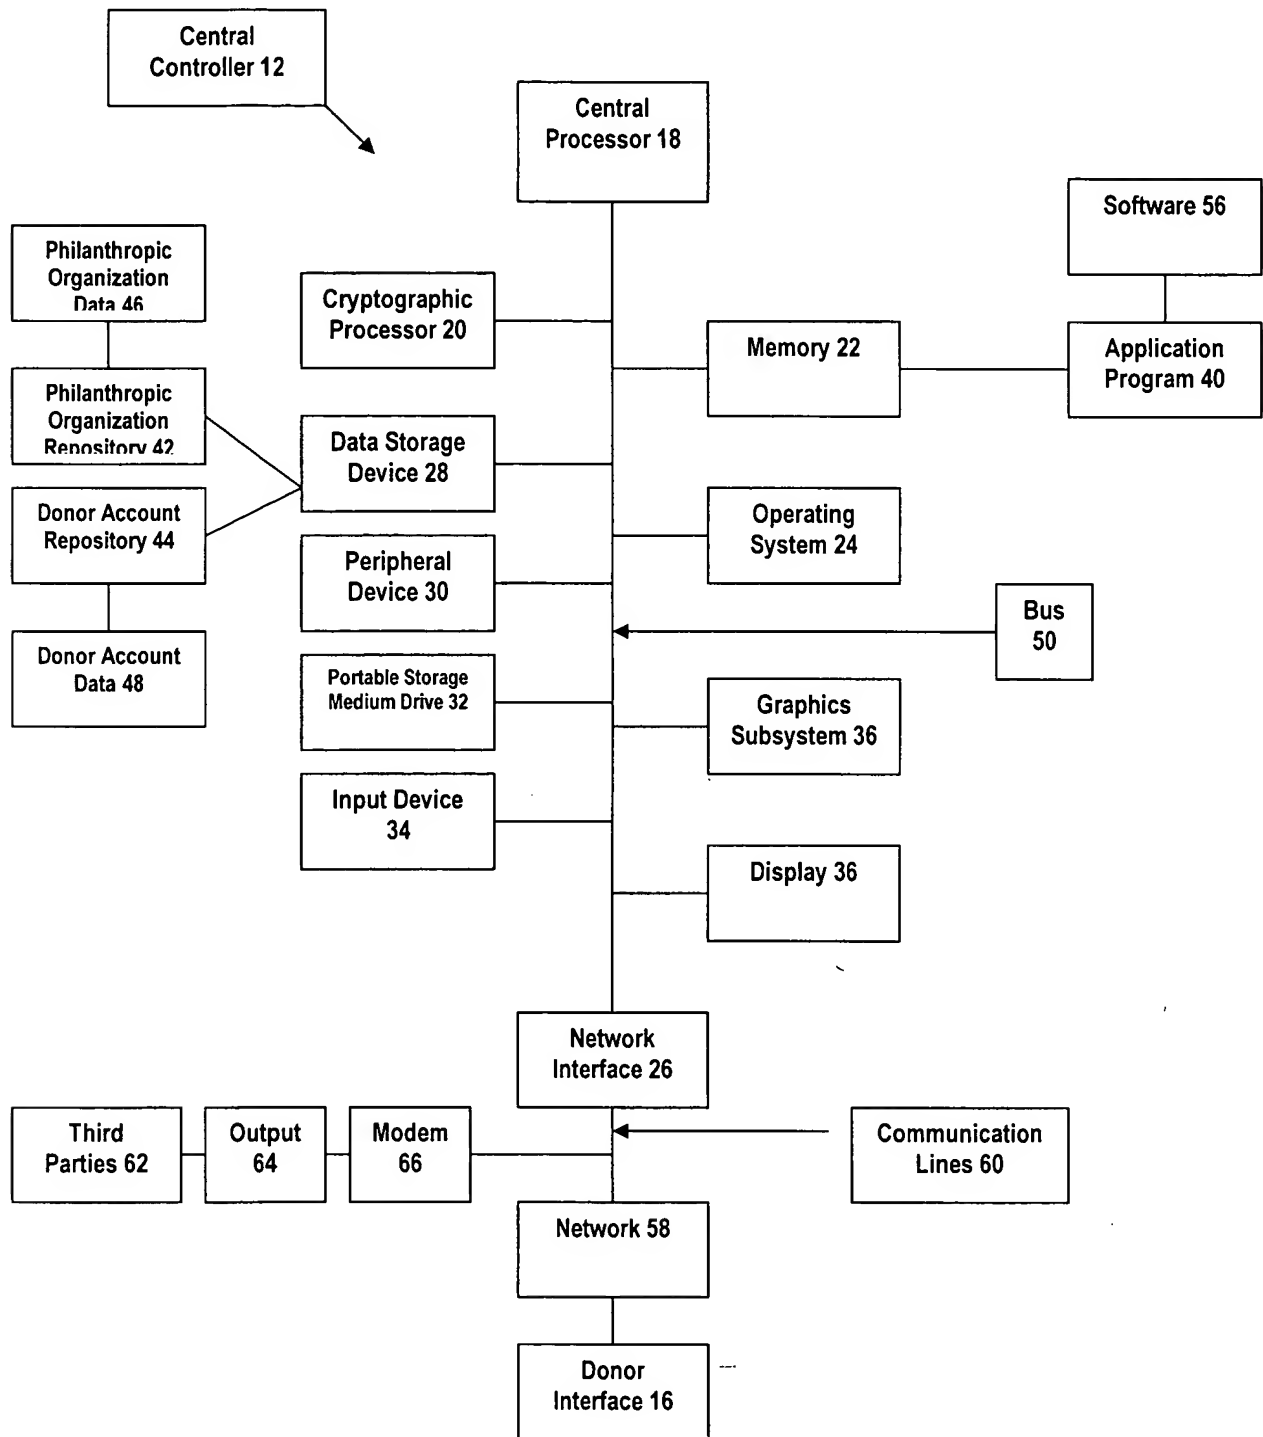 Central
Controller 12
Central
Processor 18
Software 56
Philanthropic
Organization
Data 46
Cryptographic
Processor 20
Memory 22
Application
Program 40
Philanthropic
Organization
Repository 42
Data Storage
Device 28
Donor Account
Repository 44
Operating
System 24
Peripheral
Device 30
Bus
50
Donor Account
Data 48
Portable Storage
Medium Drive 32
Graphics
Subsystem 36
Input Device
34
Display 36
Network
Interface 26
Third
Parties 62
Output
64
Modem
66
Communication
Lines 60
Network 58
Donor
Interface 16